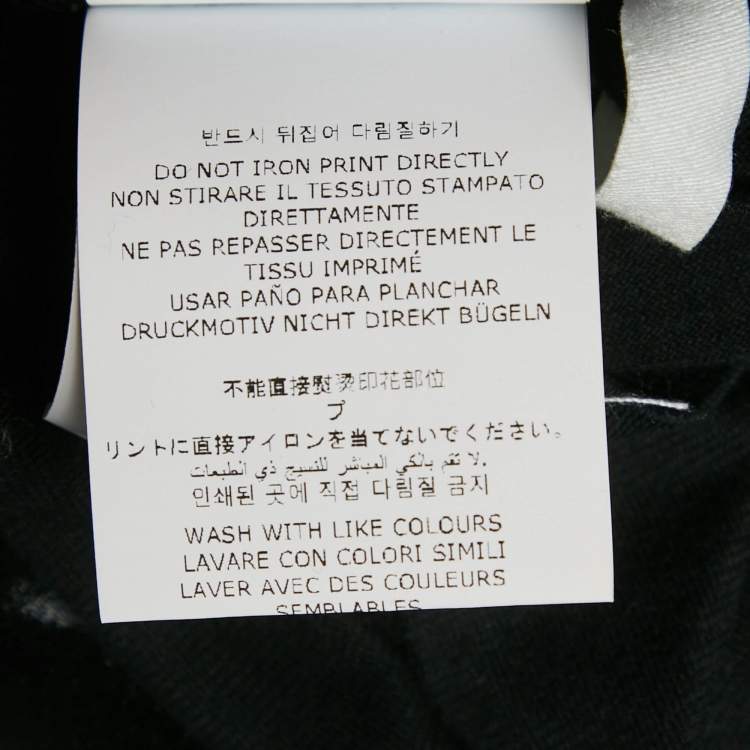 반드시 뒤집어 다림질하기
DO NOT IRON PRINT DIRECTLY
NON STIRARE IL TESSUTO STAMPATO
DIRETTAMENTE
NE PAS REPASSER DIRECTEMENT LE
TISSU IMPRIMÉ
USAR PAÑO PARA PLANCHAR
DRUCKMOTIV NICHT DIREKT BÜGELN
不能直接熨烫印花部位
プ
リントに直接アイロンを当てないでください。
لا تقم بالكي المباشر للنسيج ذي الطبعات.
인쇄된 곳에 직접 다림질 금지
WASH WITH LIKE COLOURS
LAVARE CON COLORI SIMILI
LAVER AVEC DES COULEURS
SEMBLABLES